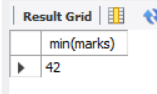 Result Grid
min(marks)
42